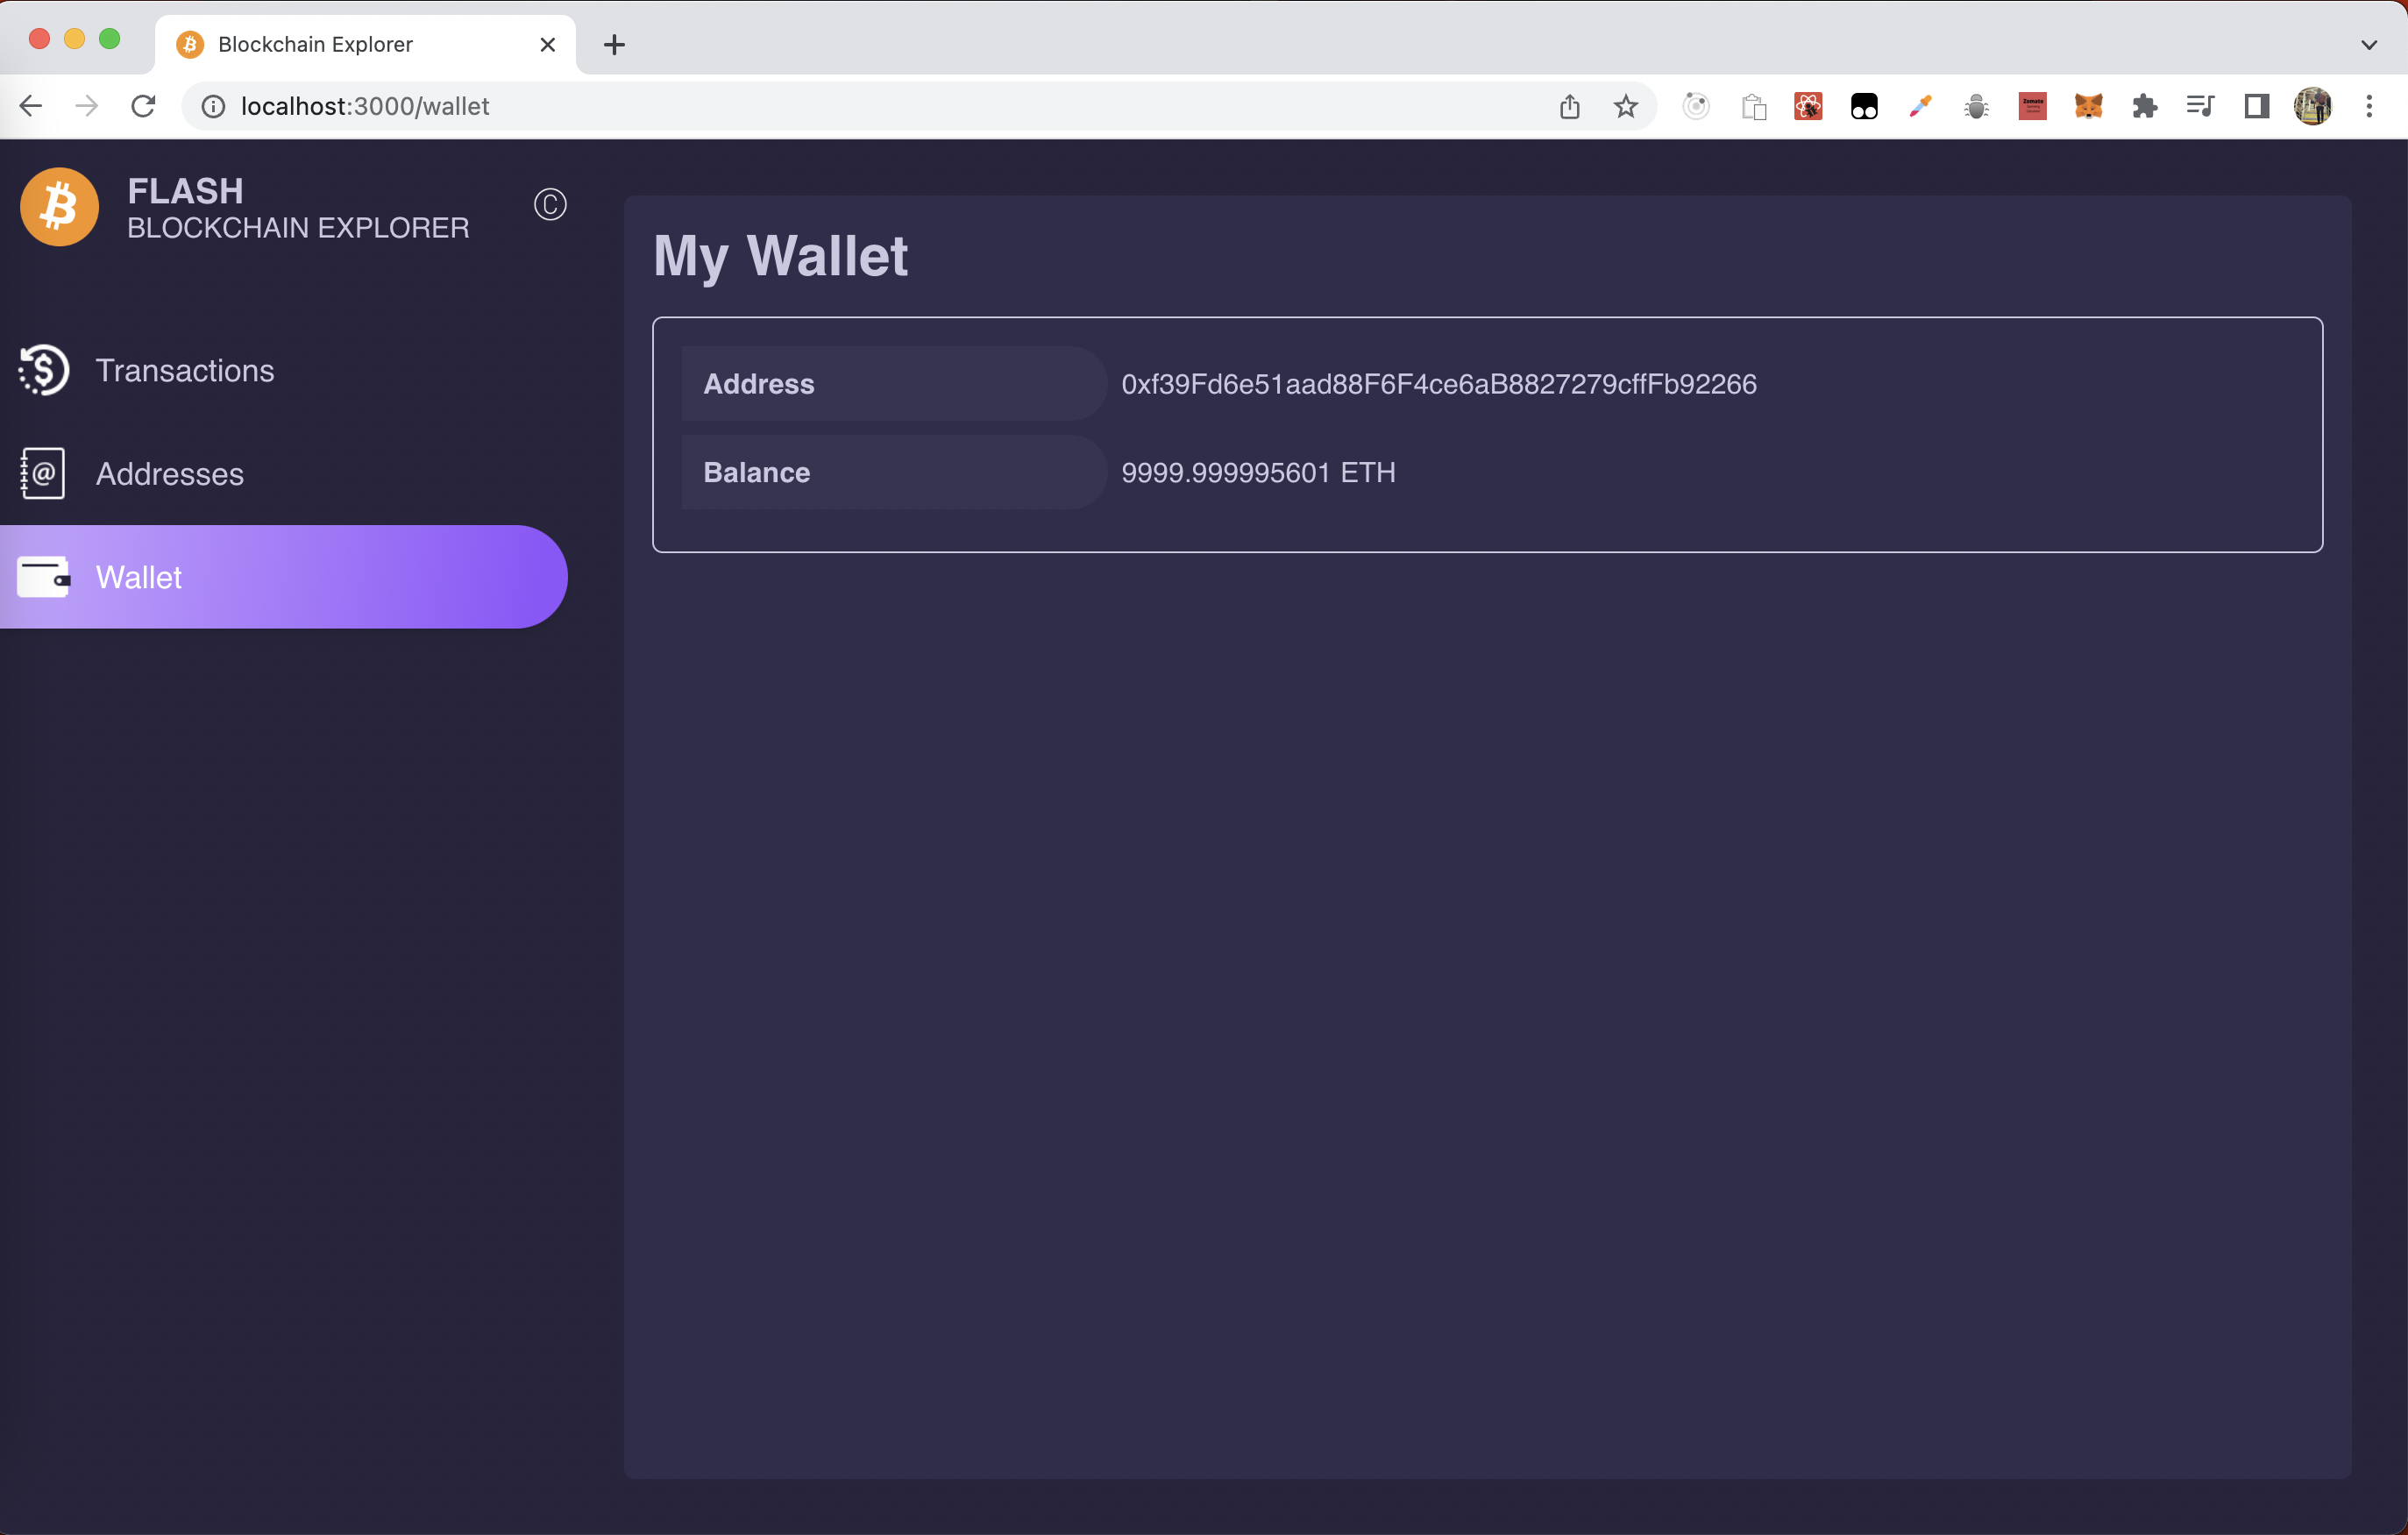 Blockchain Explorer
localhost:3000/wallet
FLASH
BLOCKCHAIN EXPLORER
©
Transactions
Addresses
Wallet
My Wallet
Address 0xf39Fd6e51aad88F6F4ce6aB8827279cffFb92266
Balance 9999.999995601 ETH